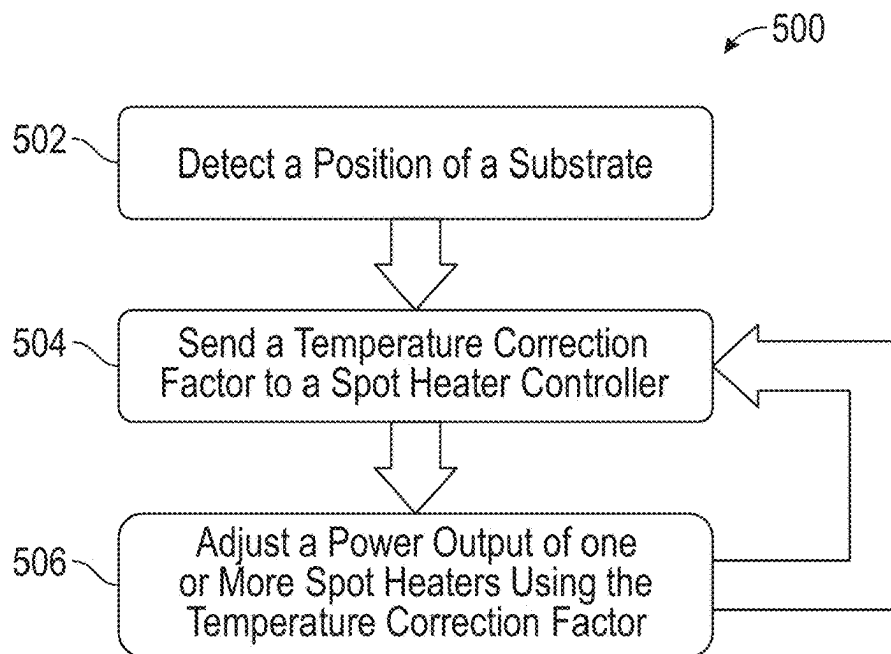 500
502
Detect a Position of a Substrate
504
Send a Temperature Correction
Factor to a Spot Heater Controller
506
Adjust a Power Output of one
or More Spot Heaters Using the
Temperature Correction Factor